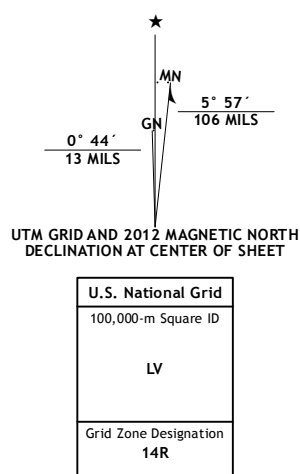 MN
GN
5° 57´
106 MILS
0° 44´
13 MILS
UTM GRID AND 2012 MAGNETIC NORTH
DECLINATION AT CENTER OF SHEET
U.S. National Grid
100,000-m Square ID
LV
Grid Zone Designation
14R